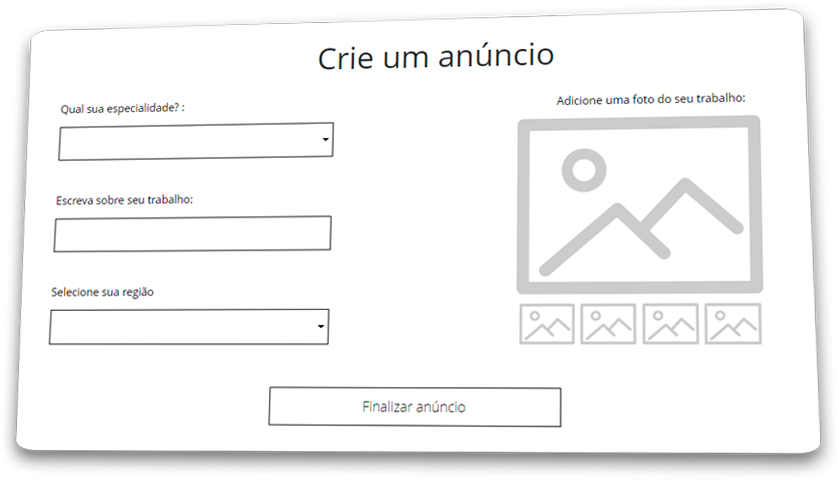 Crie um anúncio
Qual sua especialidade? :
Escreva sobre seu trabalho:
Selecione sua região
Adicione uma foto do seu trabalho:
Finalizar anúncio